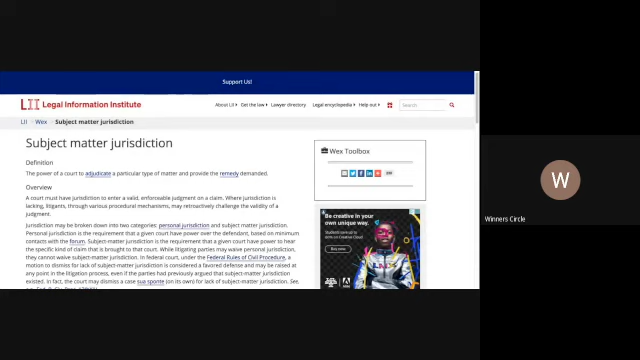 Support Us!
LII Legal Information Institute
About LII Get the law Lawyer directory Legal encyclopedia Help out Search
LII Wex Subject matter jurisdiction
Subject matter jurisdiction
Definition
The power of a court to adjudicate a particular type of matter and provide the remedy demanded.
Overview
A court must have jurisdiction to enter a valid, enforceable judgment on a claim. Where jurisdiction is
lacking, litigants, through various procedural mechanisms, may retroactively challenge the validity of a
judgment.
Jurisdiction may be broken down into two categories: personal jurisdiction and subject matter jurisdiction.
Personal jurisdiction is the requirement that a given court have power over the defendant, based on minimum
contacts with the forum. Subject-matter jurisdiction is the requirement that a given court have power to hear
the specific kind of claim that is brought to that court. While litigating parties may waive personal jurisdiction,
they cannot waive subject-matter jurisdiction. In federal court, under the Federal Rules of Civil Procedure, a
motion to dismiss for lack of subject-matter jurisdiction is considered a favored defense and may be raised at
any point in the litigation process, even if the parties had previously argued that subject-matter jurisdiction
existed. In fact, the court may dismiss a case sua sponte (on its own) for lack of subject-matter jurisdiction. See,
Wex Toolbox
Be creative in your
own unique way.
Buy now
W
Winners Circle